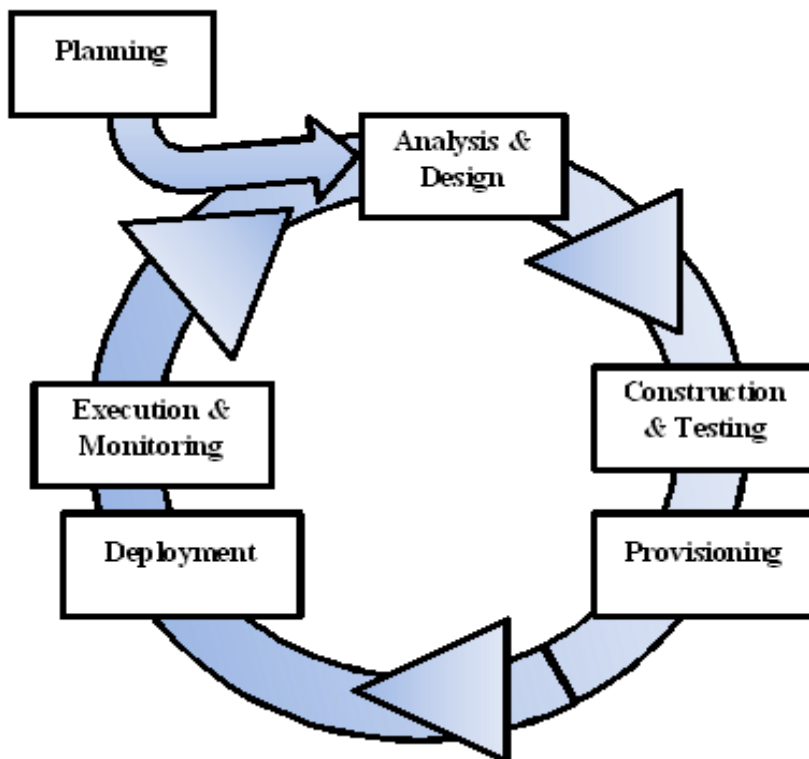 Planning
Analysis &
Design
Construction
& Testing
Provisioning
Deployment
Execution &
Monitoring